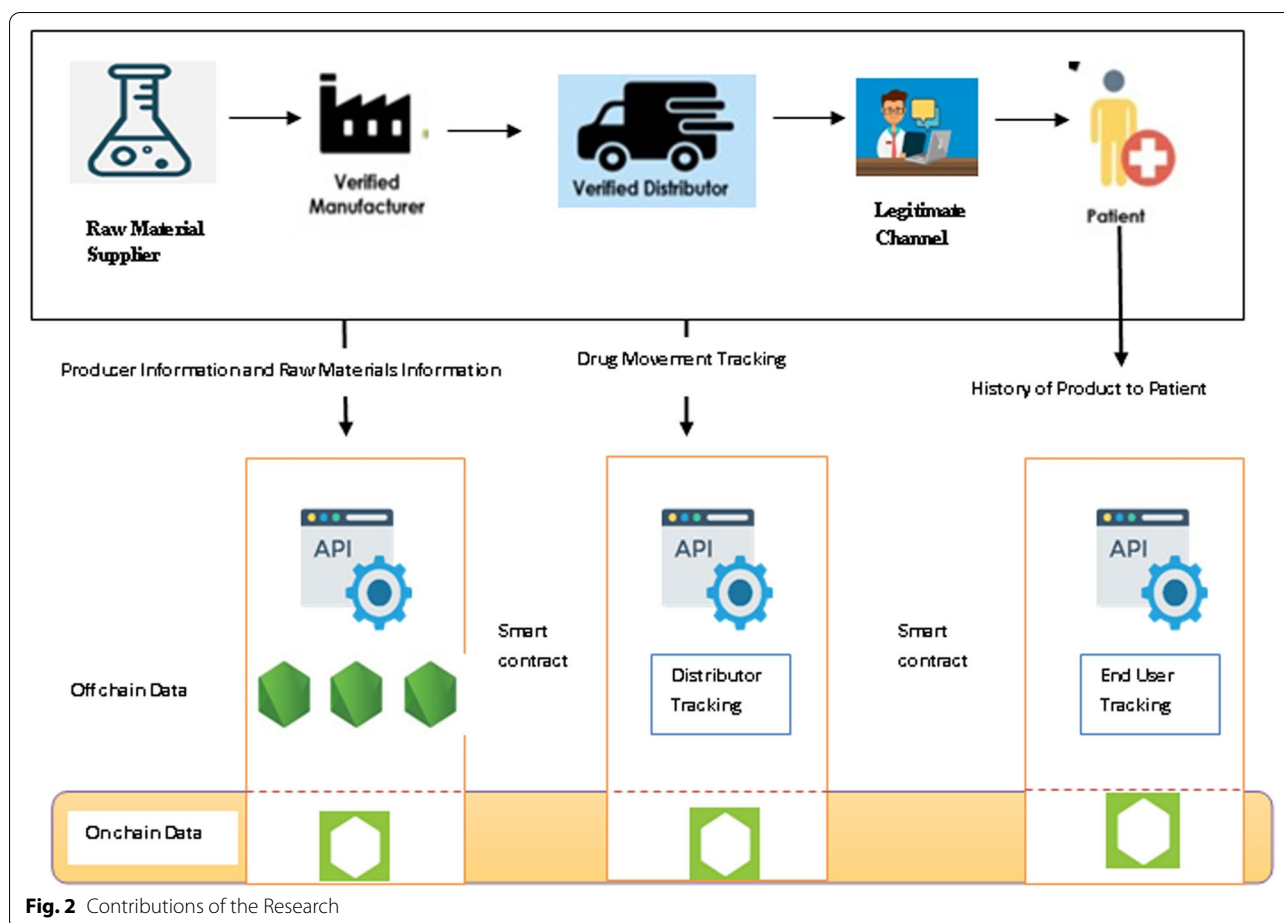 Raw Material
Supplier
Verified
Manufacturer
Verified Distributor
Legitimate
Channel
Patient
Producer Information and Raw Materials Information
Drug Movement Tracking
History of Product to Patient
API
API
API
Smart
contract
Smart
contract
Off chain Data
Distributor
Tracking
End User
Tracking
On chain Data
Fig. 2 Contributions of the Research